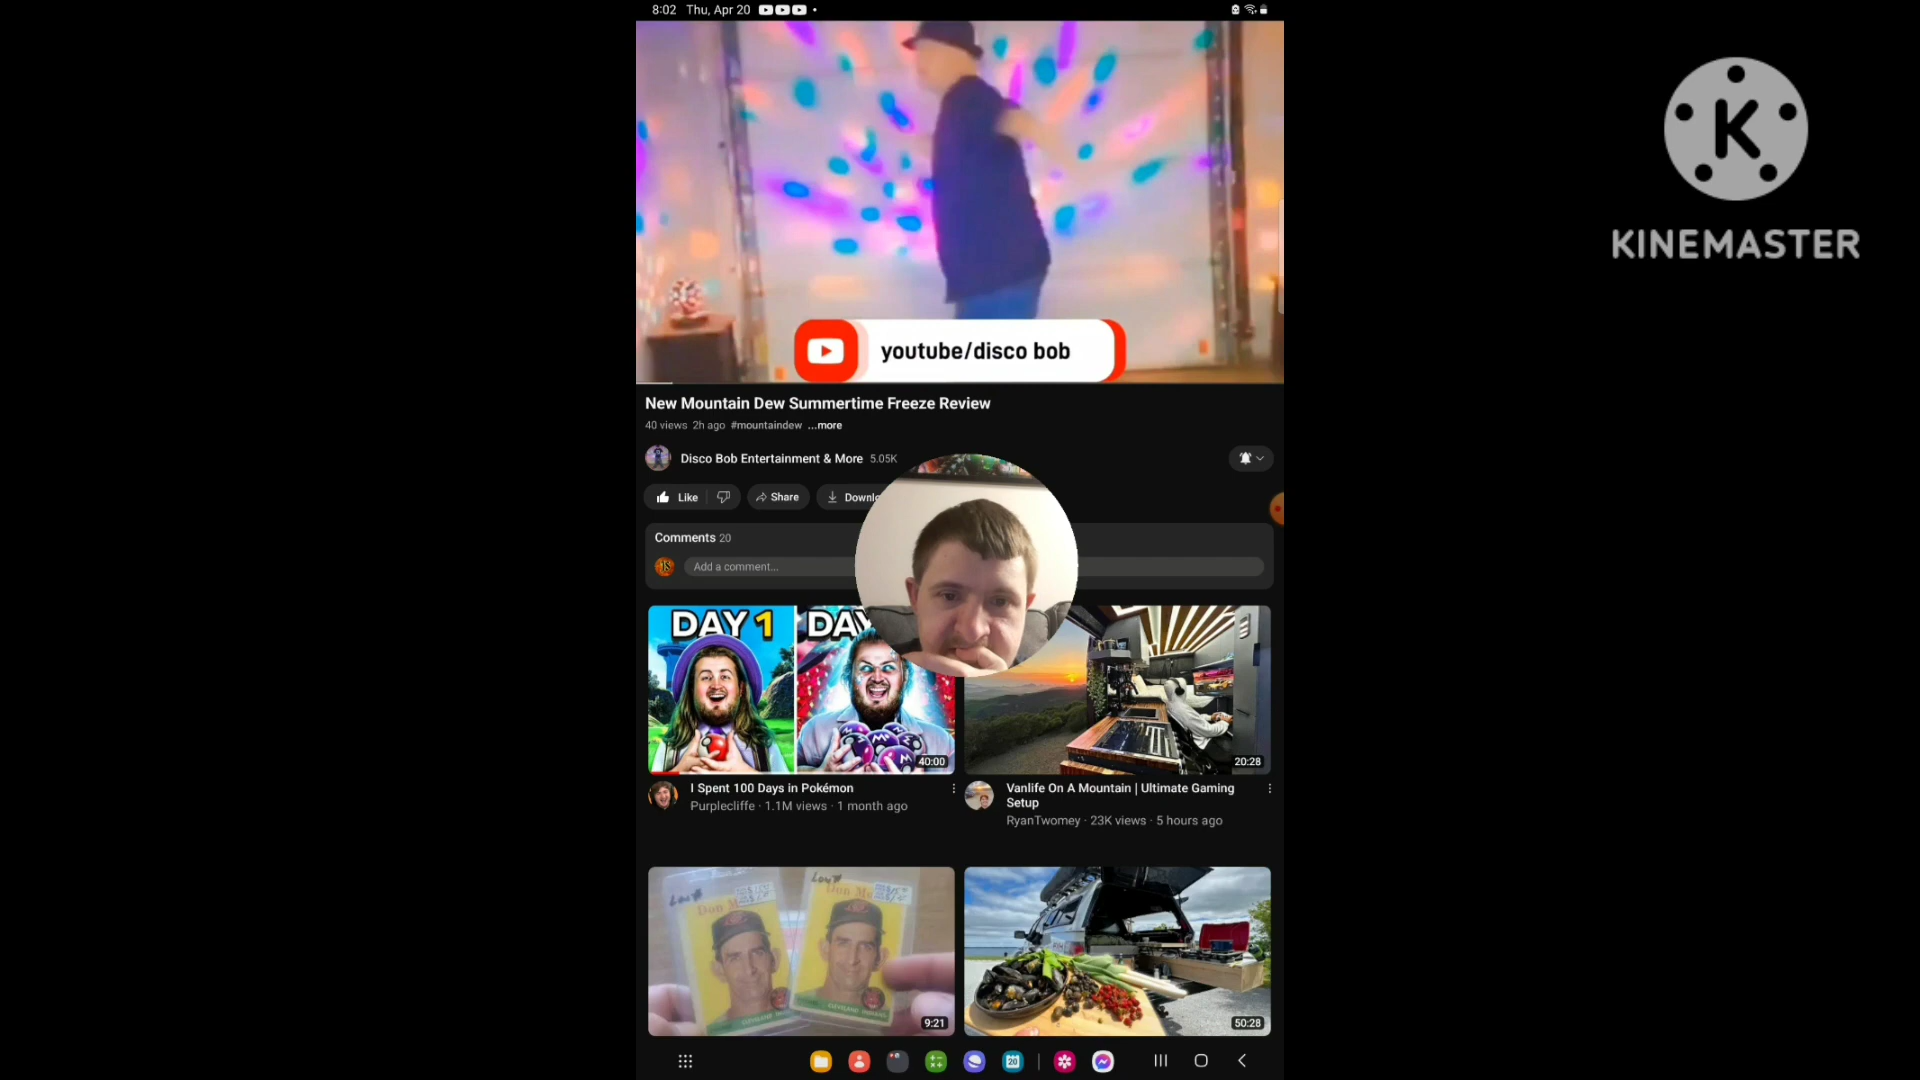 8:02 Thu, Apr 20
K
KINEMASTER
youtube/disco bob
New Mountain Dew Summertime Freeze Review
40 views 2h ago #mountaindew ...more
Disco Bob Entertainment & More 5.05K
Like Share
Comments 20
Add a comment...
DAY 1
40:00
20:28
I Spent 100 Days in Pokémon
Purplecliffe · 1.1M views · 1 month ago
Vanlife On A Mountain | Ultimate Gaming
Setup
RyanTwomey · 23K views · 5 hours ago
9:21
50:28
20